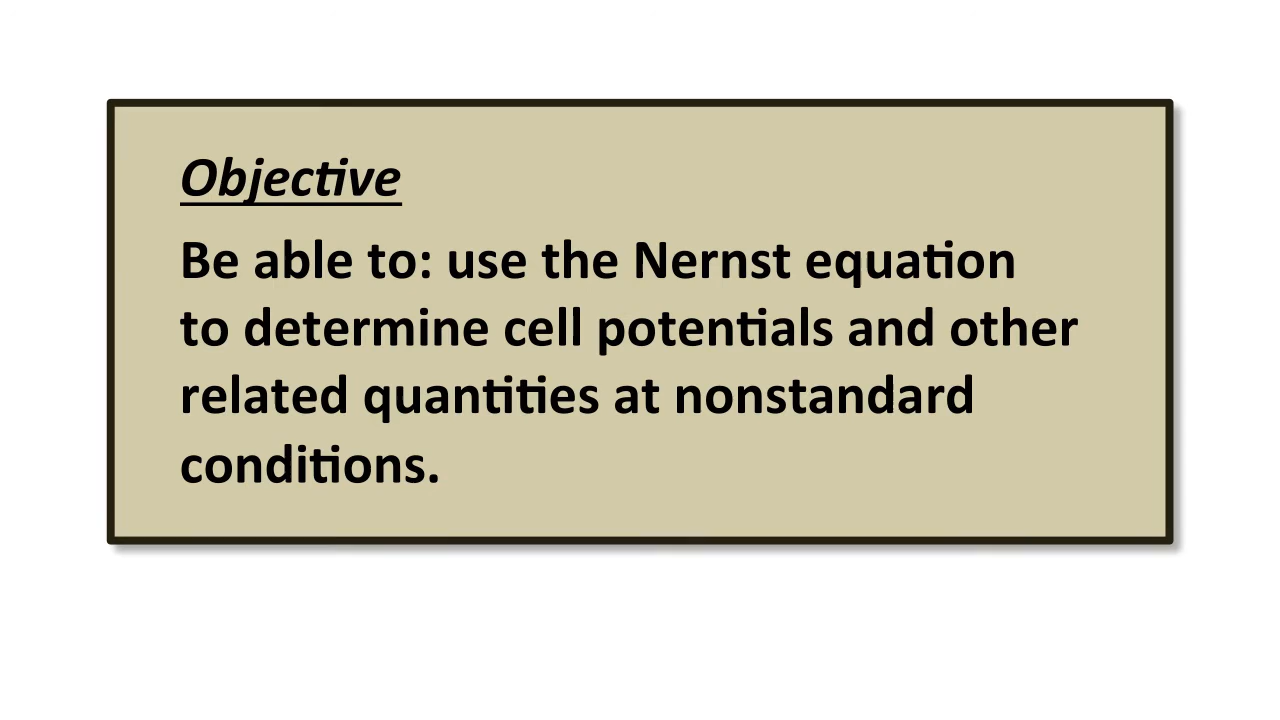 Objective
Be able to: use the Nernst equation
to determine cell potentials and other
related quantities at nonstandard
conditions.